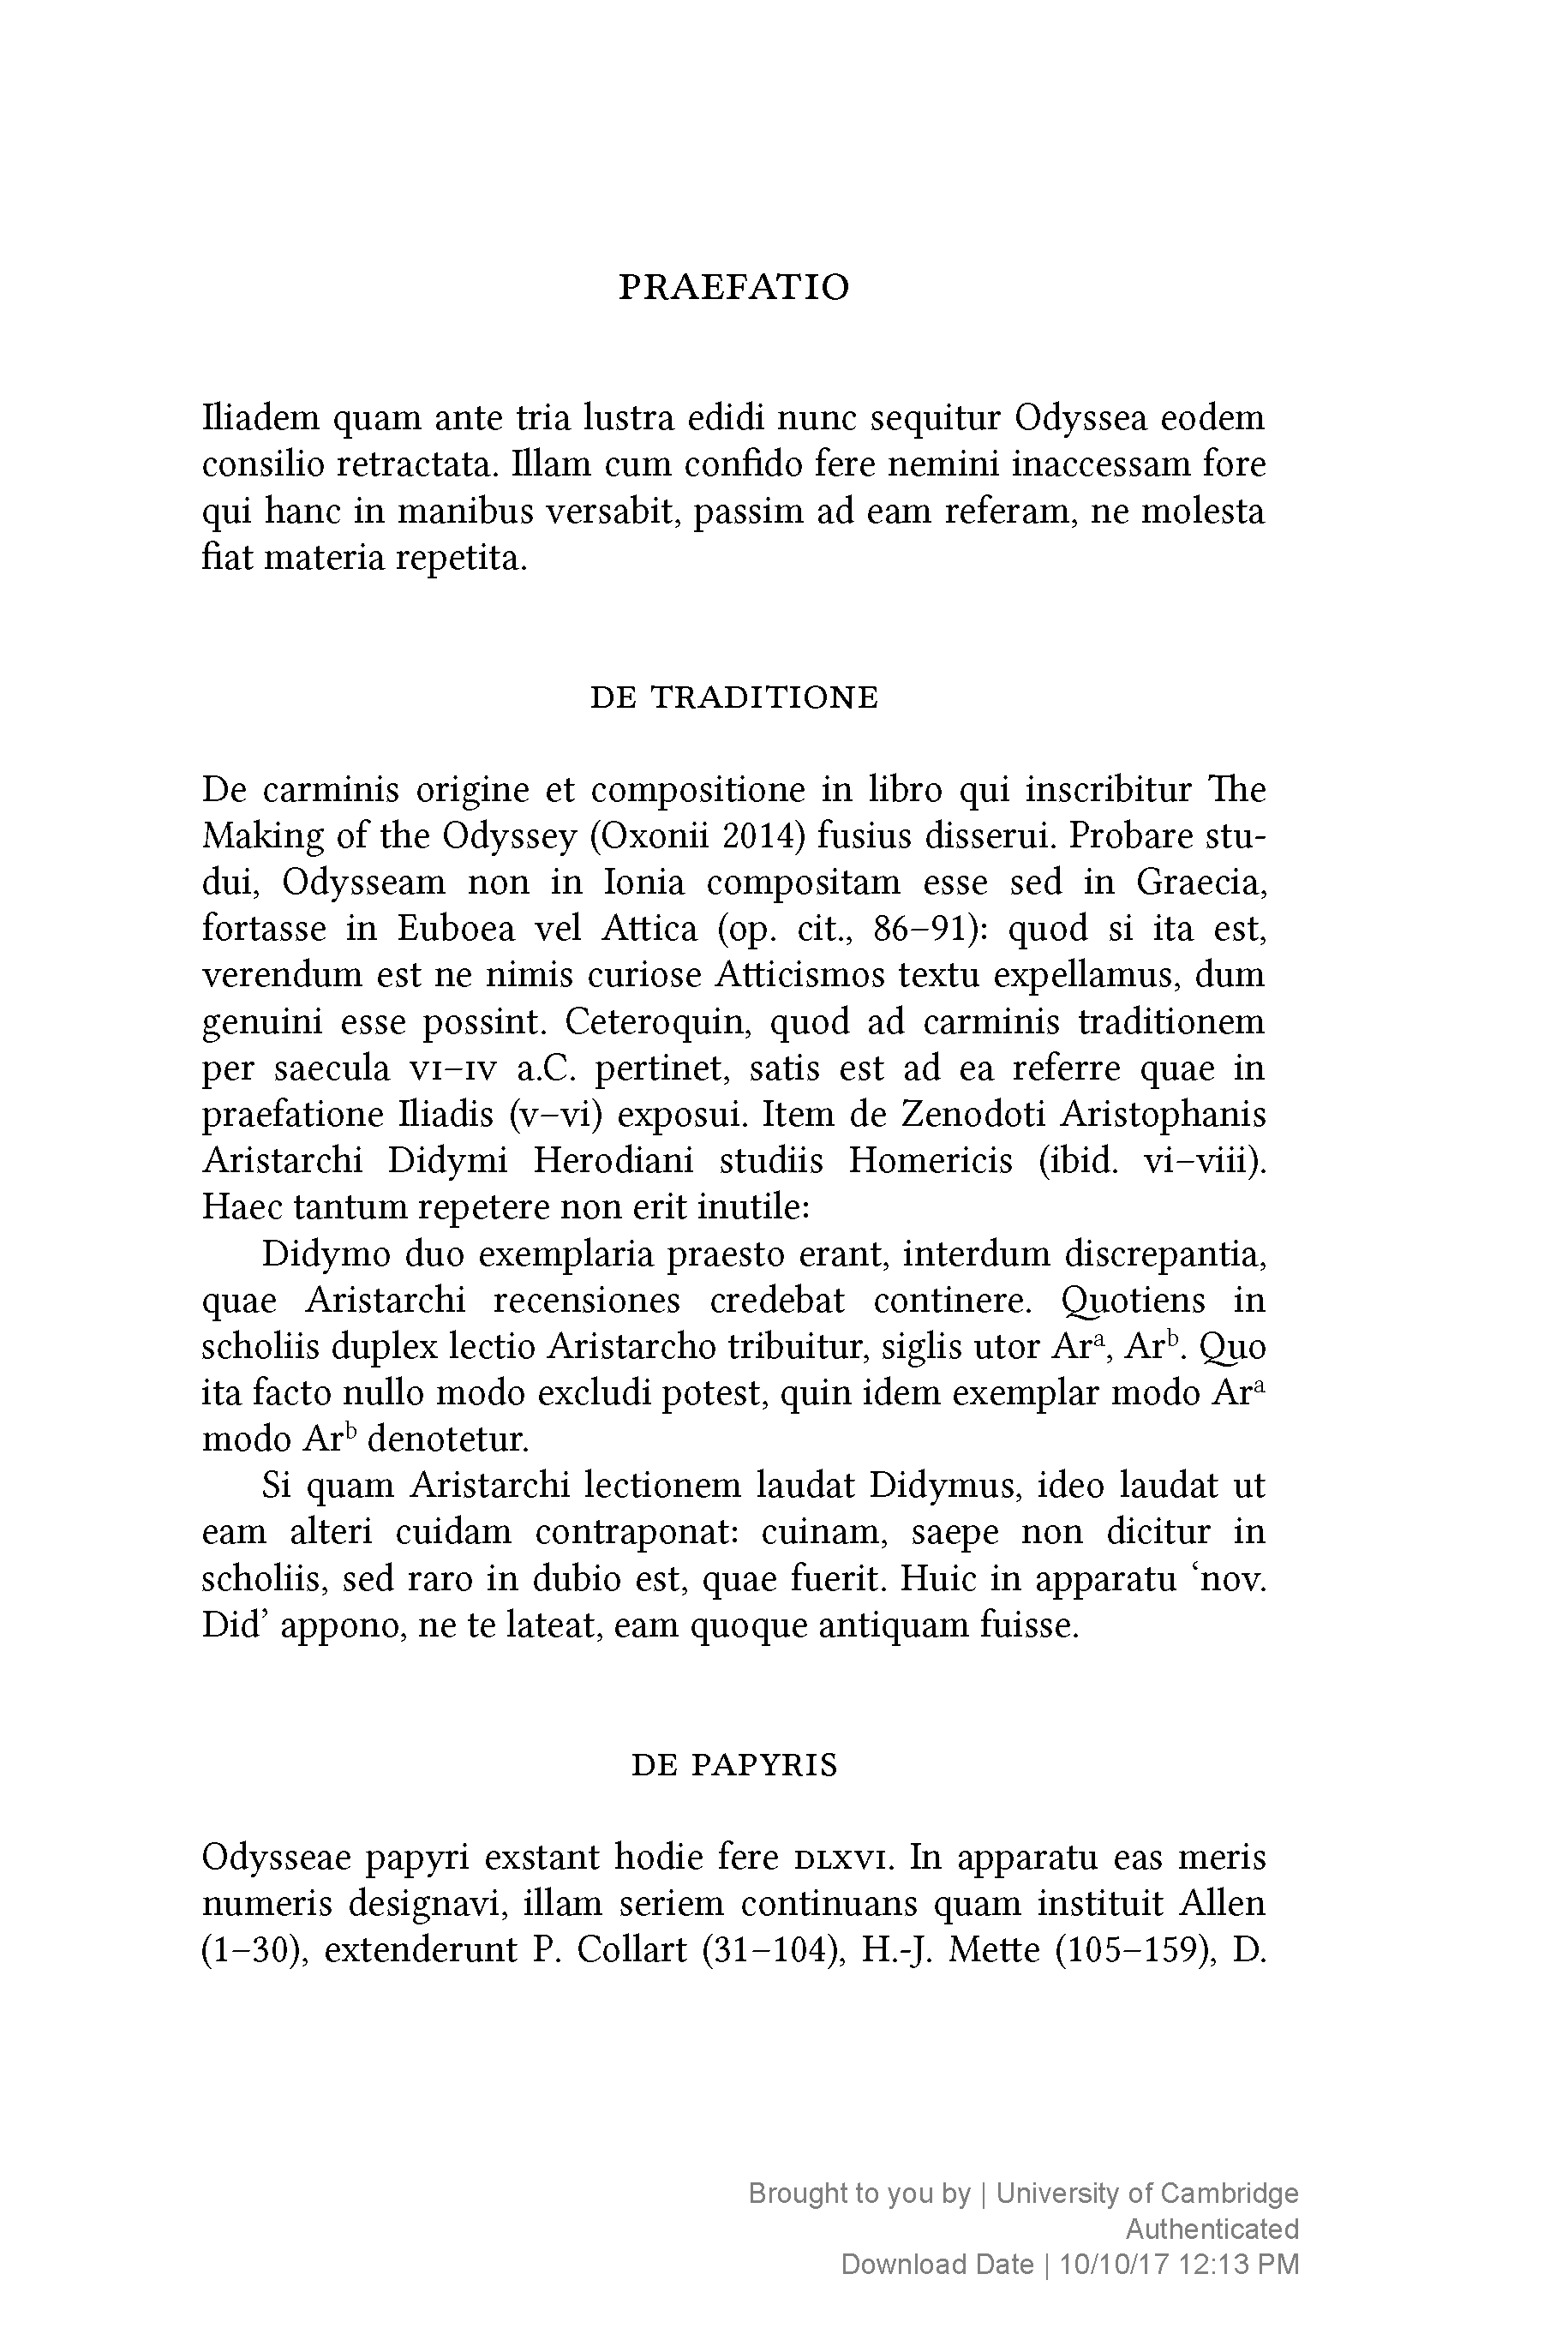 PRAEFATIO
Iliadem quam ante tria lustra edidi nunc sequitur Odyssea eodem
consilio retractata. Illam cum confido fere nemini inaccessam fore
qui hanc in manibus versabit, passim ad eam referam, ne molesta
fiat materia repetita.
DE TRADITIONE
De carminis origine et compositione in libro qui inscribitur The
Making of the Odyssey (Oxonii 2014) fusius disserui. Probare stu-
dui, Odysseam non in Ionia compositam esse sed in Graecia,
fortasse in Euboea vel Attica (op. cit., 86–91): quod si ita est,
verendum est ne nimis curiose Atticismos textu expellamus, dum
genuini esse possint. Ceteroquin, quod ad carminis traditionem
per saecula VI–IV a.C. pertinet, satis est ad ea referre quae in
praefatione Iliadis (v–vi) exposui. Item de Zenodoti Aristophanis
Aristarchi Didymi Herodiani studiis Homericis (ibid. vi–viii).
Haec tantum repetere non erit inutile:
Didymo duo exemplaria praesto erant, interdum discrepantia,
quae Aristarchi recensiones credebat continere. Quotiens in
scholiis duplex lectio Aristarcho tribuitur, siglis utor Arᵃ, Arᵇ. Quo
ita facto nullo modo excludi potest, quin idem exemplar modo Arᵃ
modo Arᵇ denotetur.
Si quam Aristarchi lectionem laudat Didymus, ideo laudat ut
eam alteri cuidam contraponat: cuinam, saepe non dicitur in
scholiis, sed raro in dubio est, quae fuerit. Huic in apparatu ‘nov.
Did’ appono, ne te lateat, eam quoque antiquam fuisse.
DE PAPYRIS
Odysseae papyri exstant hodie fere DLXVI. In apparatu eas meris
numeris designavi, illam seriem continuans quam instituit Allen
(1–30), extenderunt P. Collart (31–104), H.-J. Mette (105–159), D.
Brought to you by | University of Cambridge
Authenticated
Download Date | 10/10/17 12:13 PM